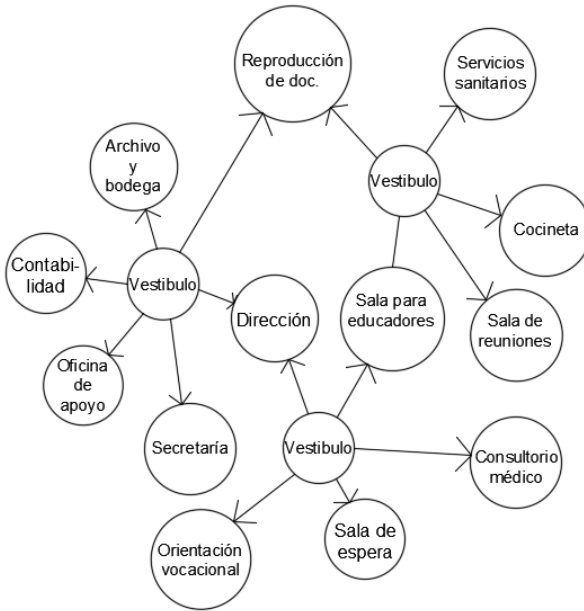 Reproducción
de doc.
Servicios
sanitarios
Archivo
y
bodega
Vestibulo
Cocineta
Contabi-
lidad
Vestibulo
Dirección
Sala para
educadores
Sala de
reuniones
Oficina
de
apoyo
Secretaría
Vestibulo
Consultorio
médico
Sala de
espera
Orientación
vocacional